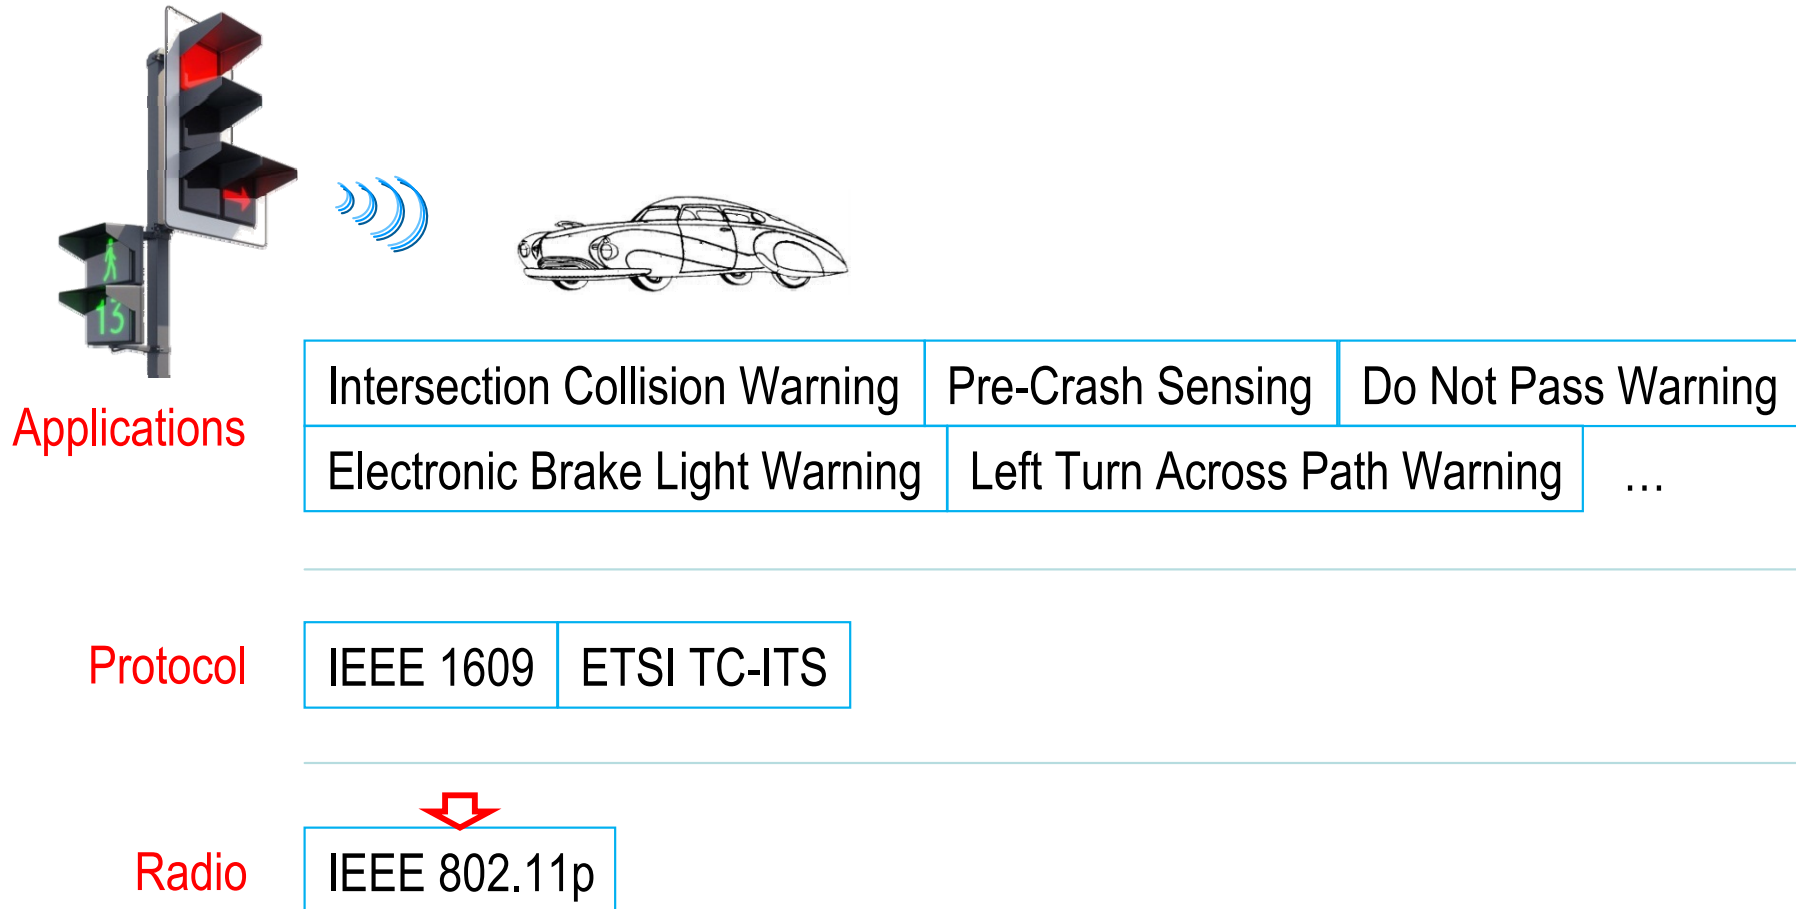 13
Applications
Intersection Collision Warning Pre-Crash Sensing Do Not Pass Warning
Electronic Brake Light Warning Left Turn Across Path Warning …
Protocol IEEE 1609 ETSI TC-ITS
Radio IEEE 802.11p